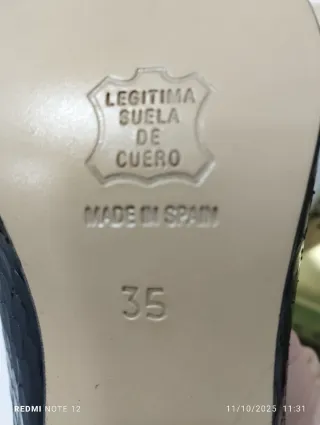 LEGITIMA
SUELA
DE
CUERO
MADE IN SPAIN
35
REDMI NOTE 12
11/10/2025 11:31